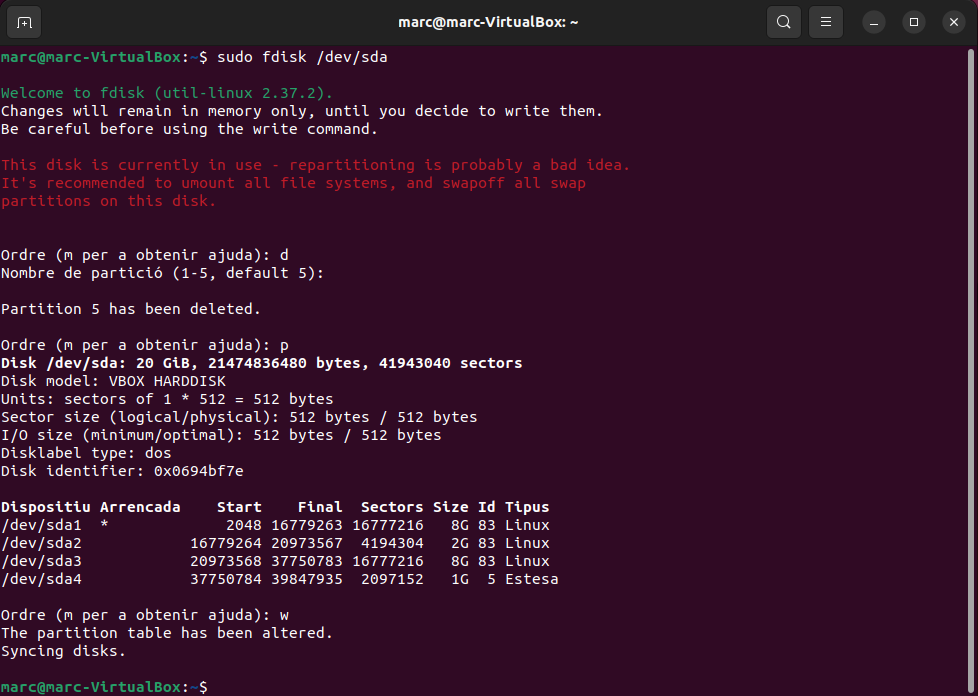 marc@marc-VirtualBox: ~
marc@marc-VirtualBox:~$ sudo fdisk /dev/sda
Welcome to fdisk (util-linux 2.37.2).
Changes will remain in memory only, until you decide to write them.
Be careful before using the write command.
This disk is currently in use - repartitioning is probably a bad idea.
It's recommended to umount all file systems, and swapoff all swap
partitions on this disk.
Ordre (m per a obtenir ajuda): d
Nombre de partició (1-5, default 5):
Partition 5 has been deleted.
Ordre (m per a obtenir ajuda): p
Disk /dev/sda: 20 GiB, 21474836480 bytes, 41943040 sectors
Disk model: VBOX HARDDISK
Units: sectors of 1 * 512 = 512 bytes
Sector size (logical/physical): 512 bytes / 512 bytes
I/O size (minimum/optimal): 512 bytes / 512 bytes
Disklabel type: dos
Disk identifier: 0x0694bf7e
Dispositiu Arrencada    Start    Final  Sectors Size Id Tipus
/dev/sda1  *             2048 16779263 16777216   8G 83 Linux
/dev/sda2            16779264 20973567  4194304   2G 83 Linux
/dev/sda3            20973568 37750783 16777216   8G 83 Linux
/dev/sda4            37750784 39847935  2097152   1G  5 Estesa
Ordre (m per a obtenir ajuda): w
The partition table has been altered.
Syncing disks.
marc@marc-VirtualBox:~$